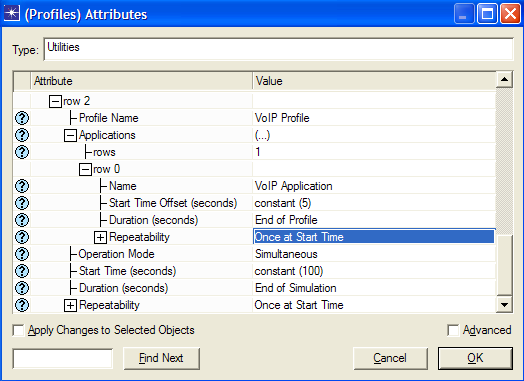 (Profiles) Attributes
Type: Utilities
Attribute Value
row 2
Profile Name VoIP Profile
Applications (...)
rows 1
row 0
Name VoIP Application
Start Time Offset (seconds) constant (5)
Duration (seconds) End of Profile
Repeatability Once at Start Time
Operation Mode Simultaneous
Start Time (seconds) constant (100)
Duration (seconds) End of Simulation
Repeatability Once at Start Time
Apply Changes to Selected Objects Advanced
Find Next Cancel OK